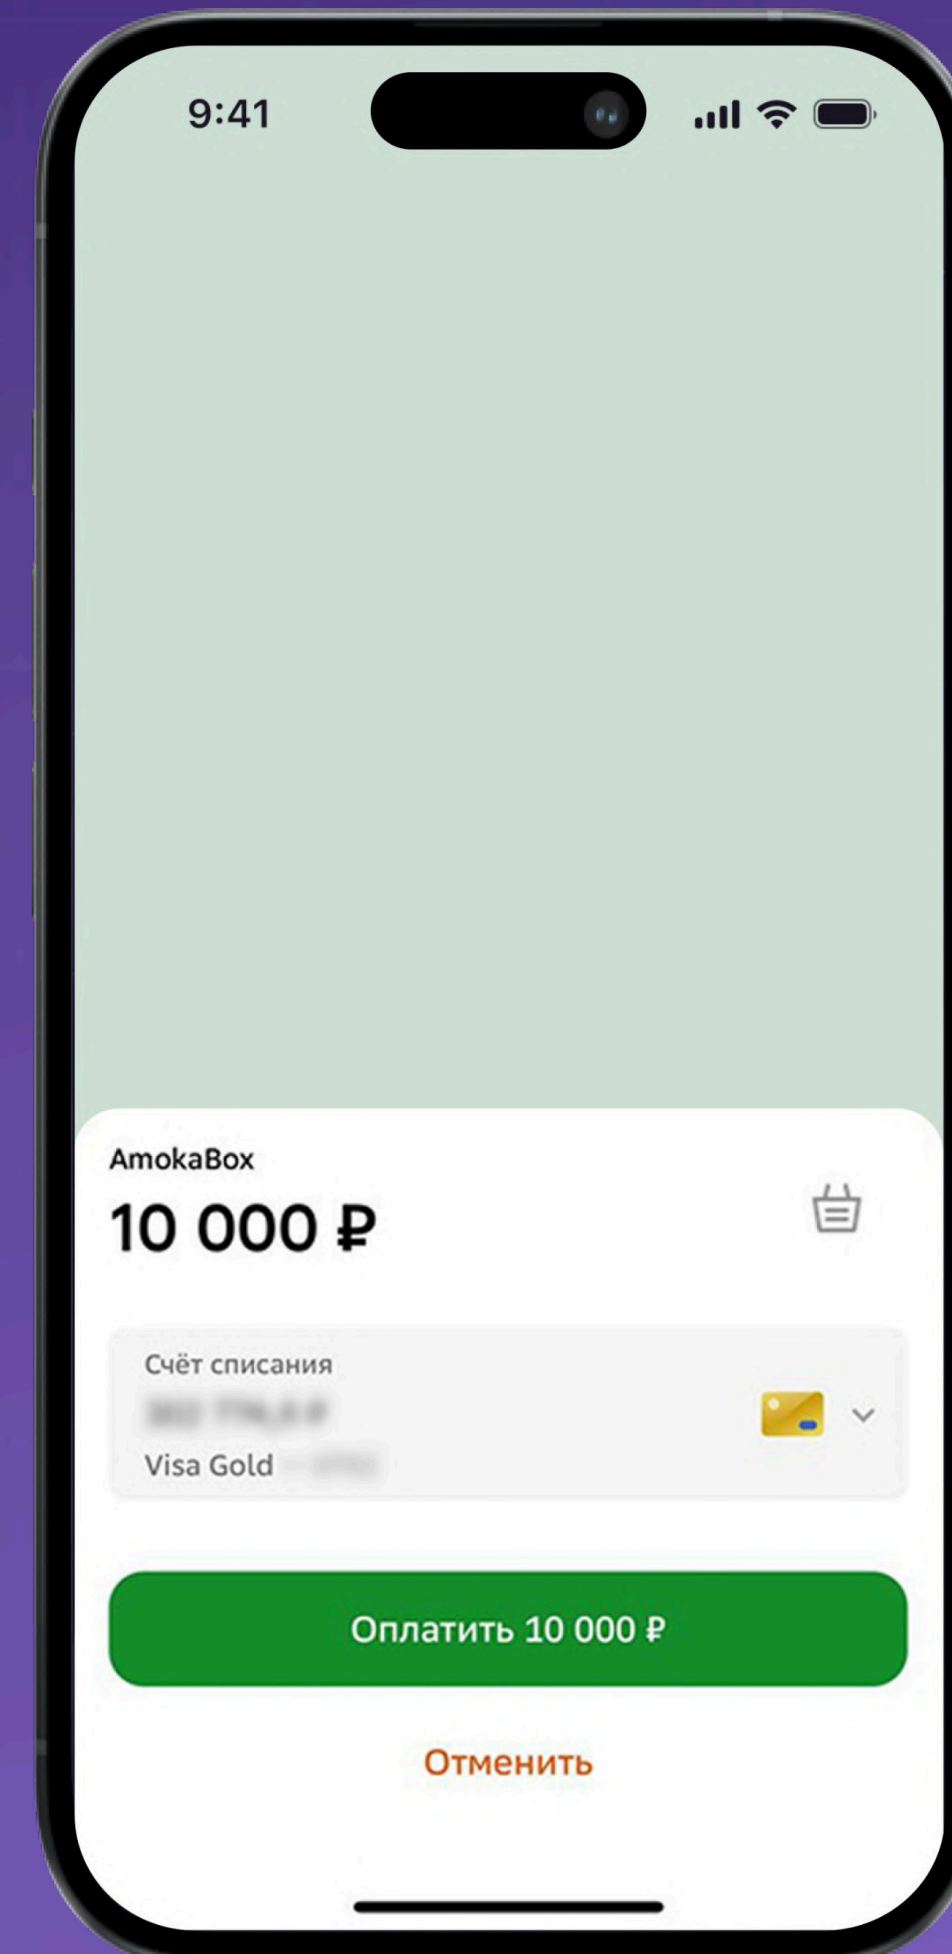 9:41
AmokaBox
10 000 ₽
Счёт списания
Visa Gold
Оплатить 10 000 ₽
Отменить